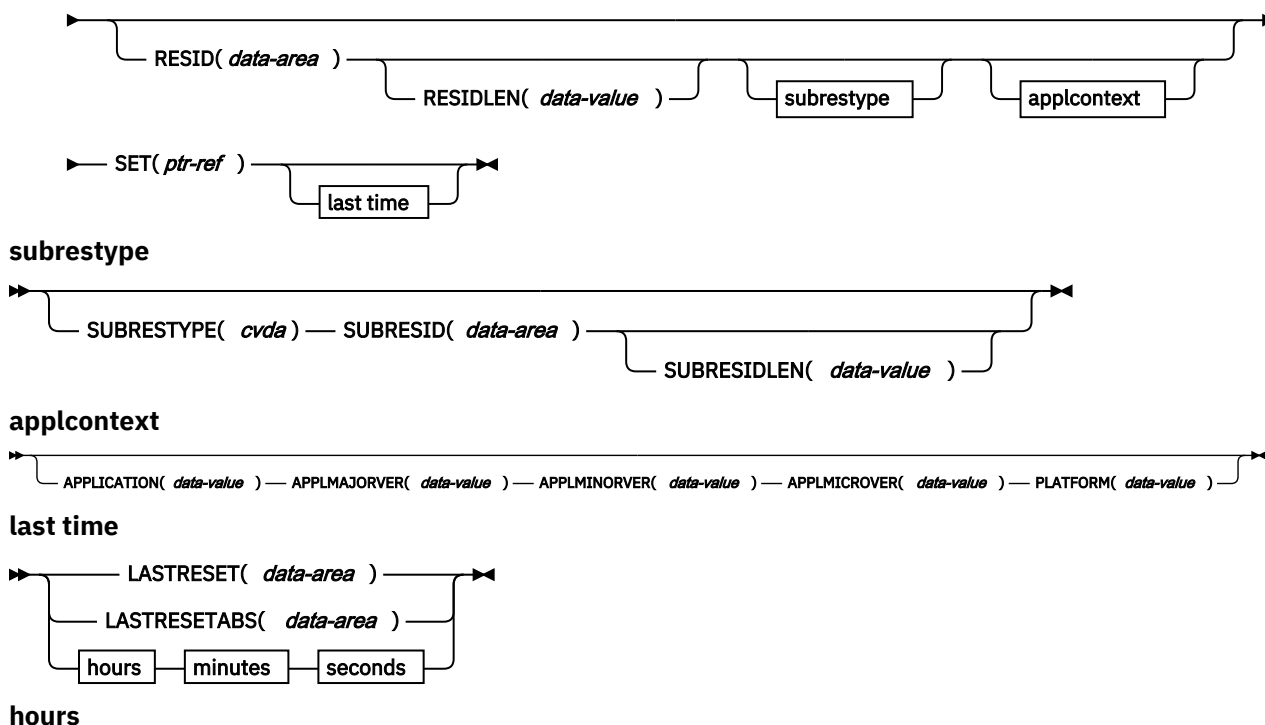 RESID( data-area )
RESIDLEN( data-value )
subrestype
applcontext
SET( ptr-ref )
last time
subrestype
SUBRESTYPE( cvda ) SUBRESID( data-area )
SUBRESIDLEN( data-value )
applcontext
APPLICATION( data-value ) APPLMAJORVER( data-value ) APPLMINORVER( data-value ) APPLMICROVER( data-value ) PLATFORM( data-value )
last time
LASTRESET( data-area )
LASTRESETABS( data-area )
hours minutes seconds
hours